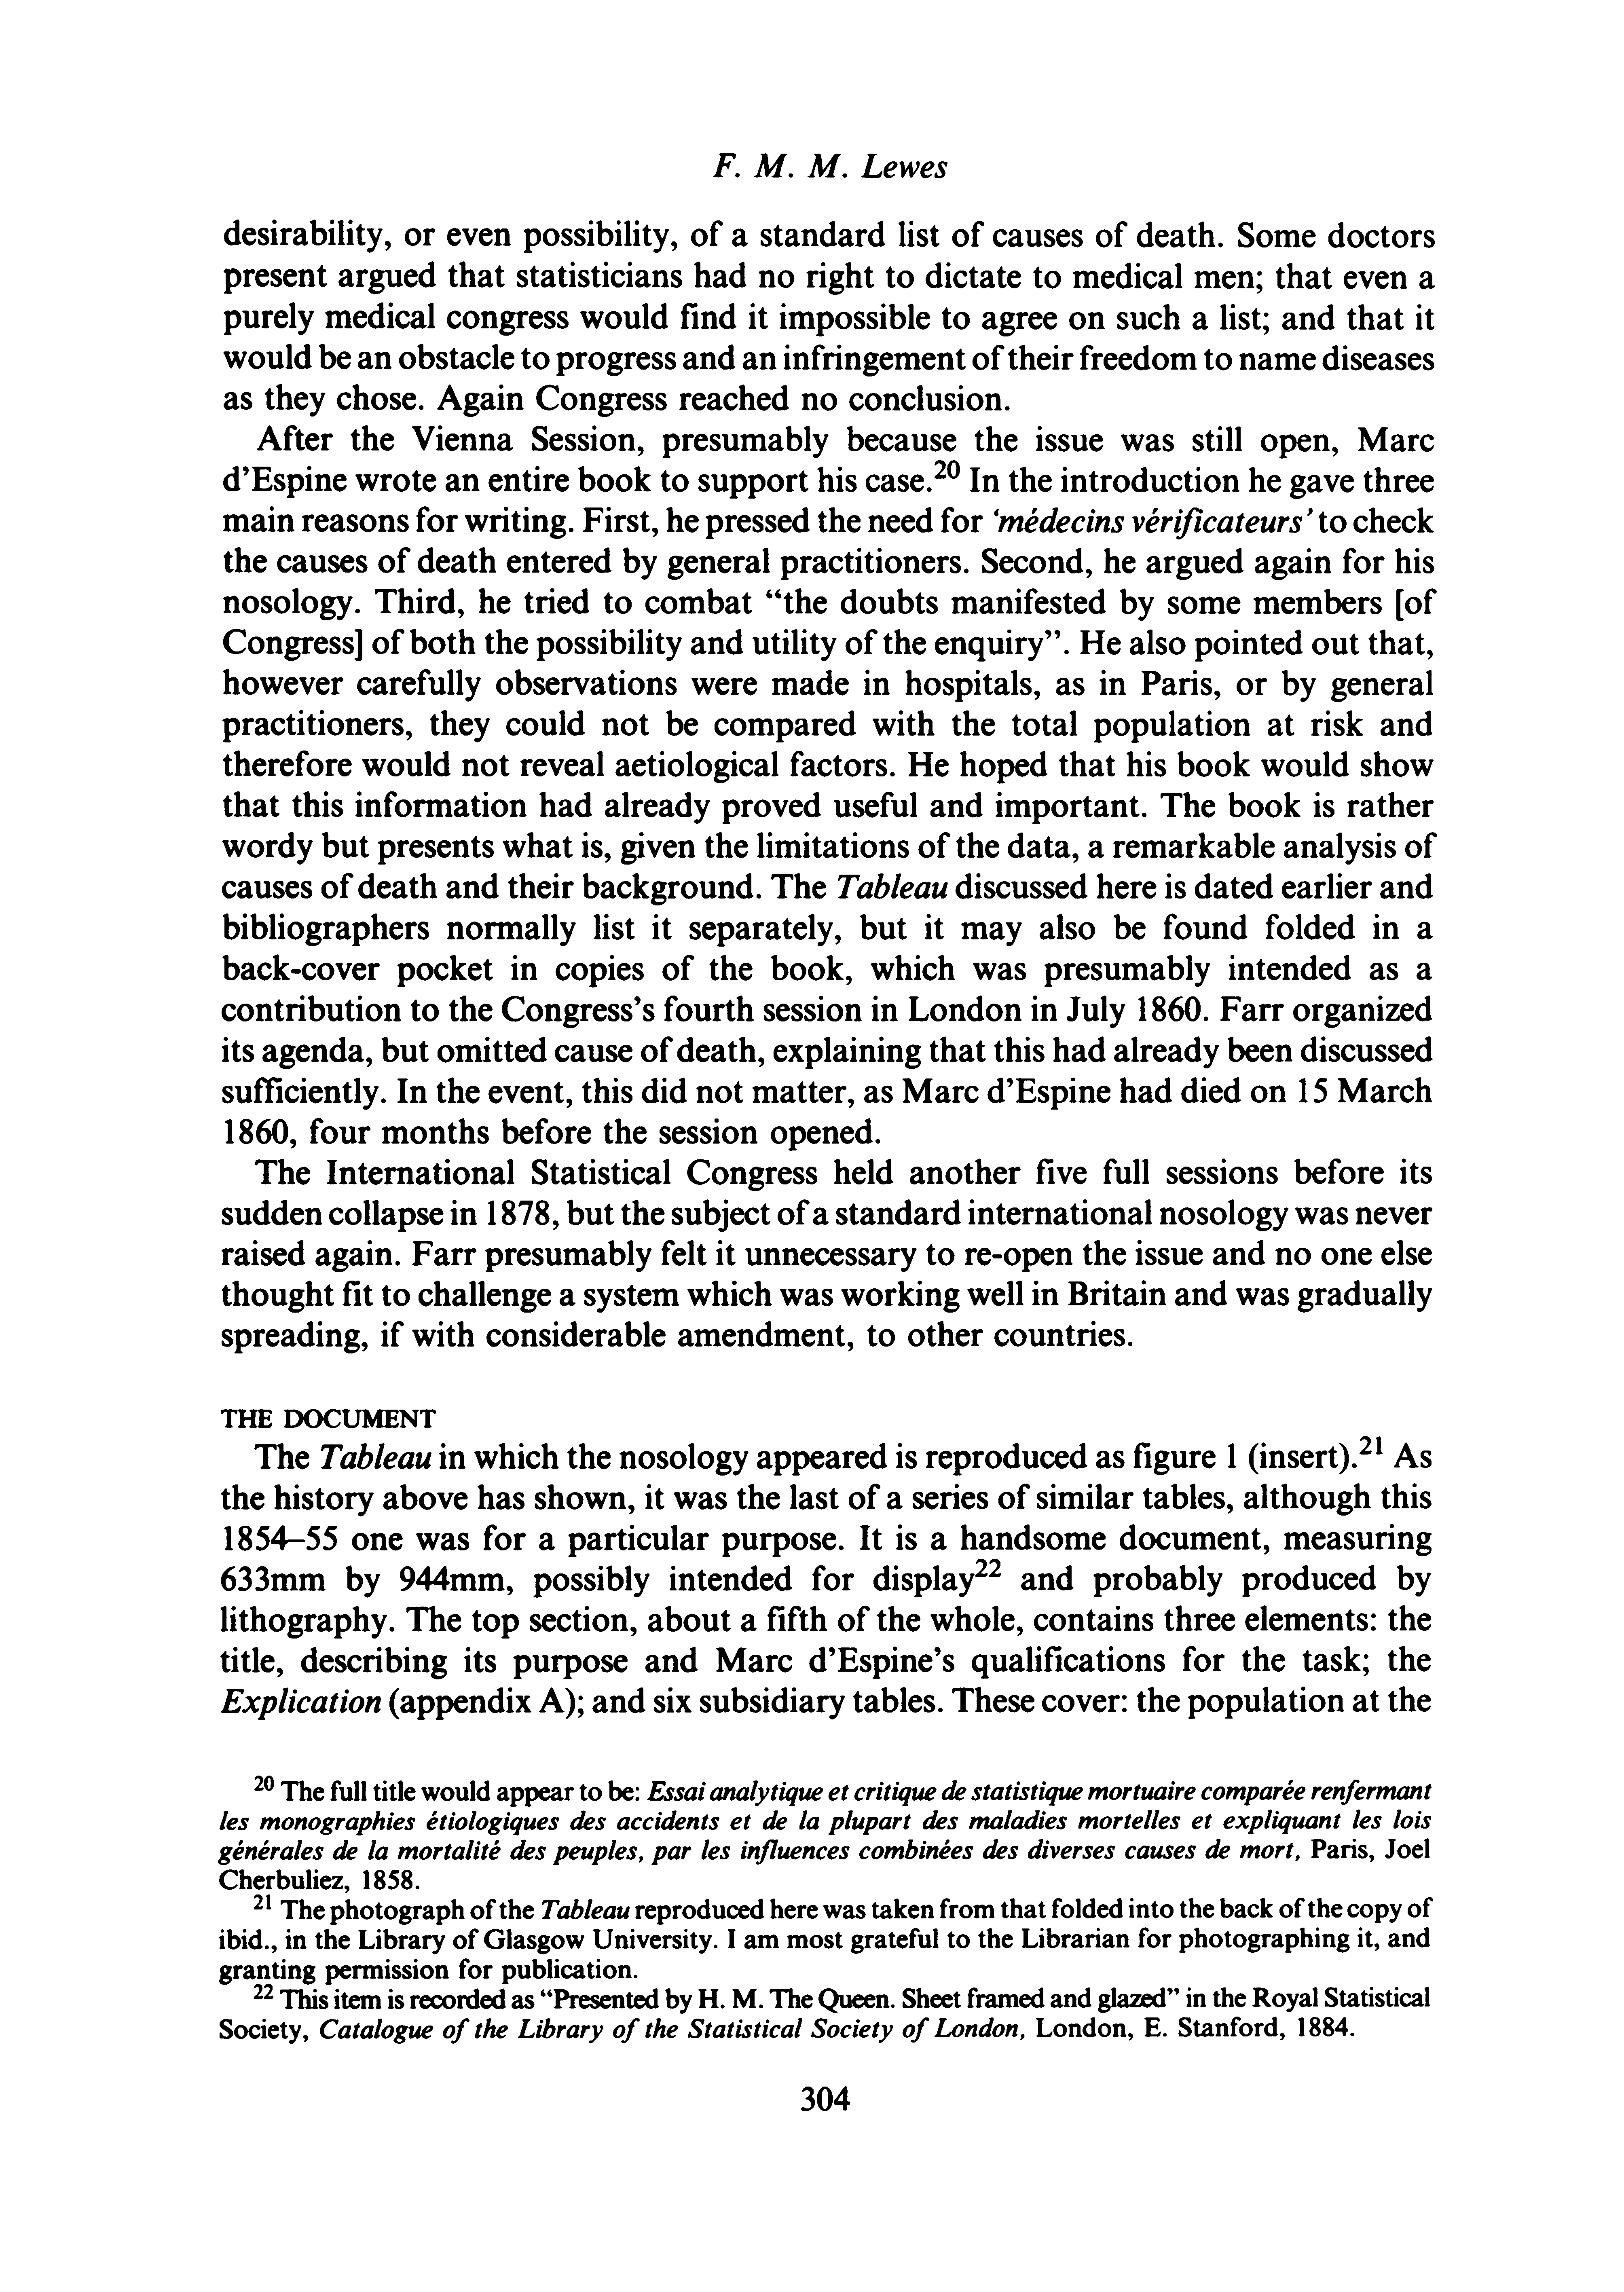 F. M. M. Lewes
desirability, or even possibility, of a standard list of causes of death. Some doctors
present argued that statisticians had no right to dictate to medical men; that even a
purely medical congress would find it impossible to agree on such a list; and that it
would be an obstacle to progress and an infringement of their freedom to name diseases
as they chose. Again Congress reached no conclusion.
After the Vienna Session, presumably because the issue was still open, Marc
d'Espine wrote an entire book to support his case.²⁰ In the introduction he gave three
main reasons for writing. First, he pressed the need for ‘médecins vérificateurs’ to check
the causes of death entered by general practitioners. Second, he argued again for his
nosology. Third, he tried to combat “the doubts manifested by some members [of
Congress] of both the possibility and utility of the enquiry”. He also pointed out that,
however carefully observations were made in hospitals, as in Paris, or by general
practitioners, they could not be compared with the total population at risk and
therefore would not reveal aetiological factors. He hoped that his book would show
that this information had already proved useful and important. The book is rather
wordy but presents what is, given the limitations of the data, a remarkable analysis of
causes of death and their background. The Tableau discussed here is dated earlier and
bibliographers normally list it separately, but it may also be found folded in a
back-cover pocket in copies of the book, which was presumably intended as a
contribution to the Congress's fourth session in London in July 1860. Farr organized
its agenda, but omitted cause of death, explaining that this had already been discussed
sufficiently. In the event, this did not matter, as Marc d'Espine had died on 15 March
1860, four months before the session opened.
The International Statistical Congress held another five full sessions before its
sudden collapse in 1878, but the subject of a standard international nosology was never
raised again. Farr presumably felt it unnecessary to re-open the issue and no one else
thought fit to challenge a system which was working well in Britain and was gradually
spreading, if with considerable amendment, to other countries.
THE DOCUMENT
The Tableau in which the nosology appeared is reproduced as figure 1 (insert).²¹ As
the history above has shown, it was the last of a series of similar tables, although this
1854–55 one was for a particular purpose. It is a handsome document, measuring
633mm by 944mm, possibly intended for display²² and probably produced by
lithography. The top section, about a fifth of the whole, contains three elements: the
title, describing its purpose and Marc d'Espine's qualifications for the task; the
Explication (appendix A); and six subsidiary tables. These cover: the population at the
²⁰ The full title would appear to be: Essai analytique et critique de statistique mortuaire comparée renfermant
les monographies étiologiques des accidents et de la plupart des maladies mortelles et expliquant les lois
générales de la mortalité des peuples, par les influences combinées des diverses causes de mort, Paris, Joel
Cherbuliez, 1858.
²¹ The photograph of the Tableau reproduced here was taken from that folded into the back of the copy of
ibid., in the Library of Glasgow University. I am most grateful to the Librarian for photographing it, and
granting permission for publication.
²² This item is recorded as “Presented by H. M. The Queen. Sheet framed and glazed” in the Royal Statistical
Society, Catalogue of the Library of the Statistical Society of London, London, E. Stanford, 1884.
304